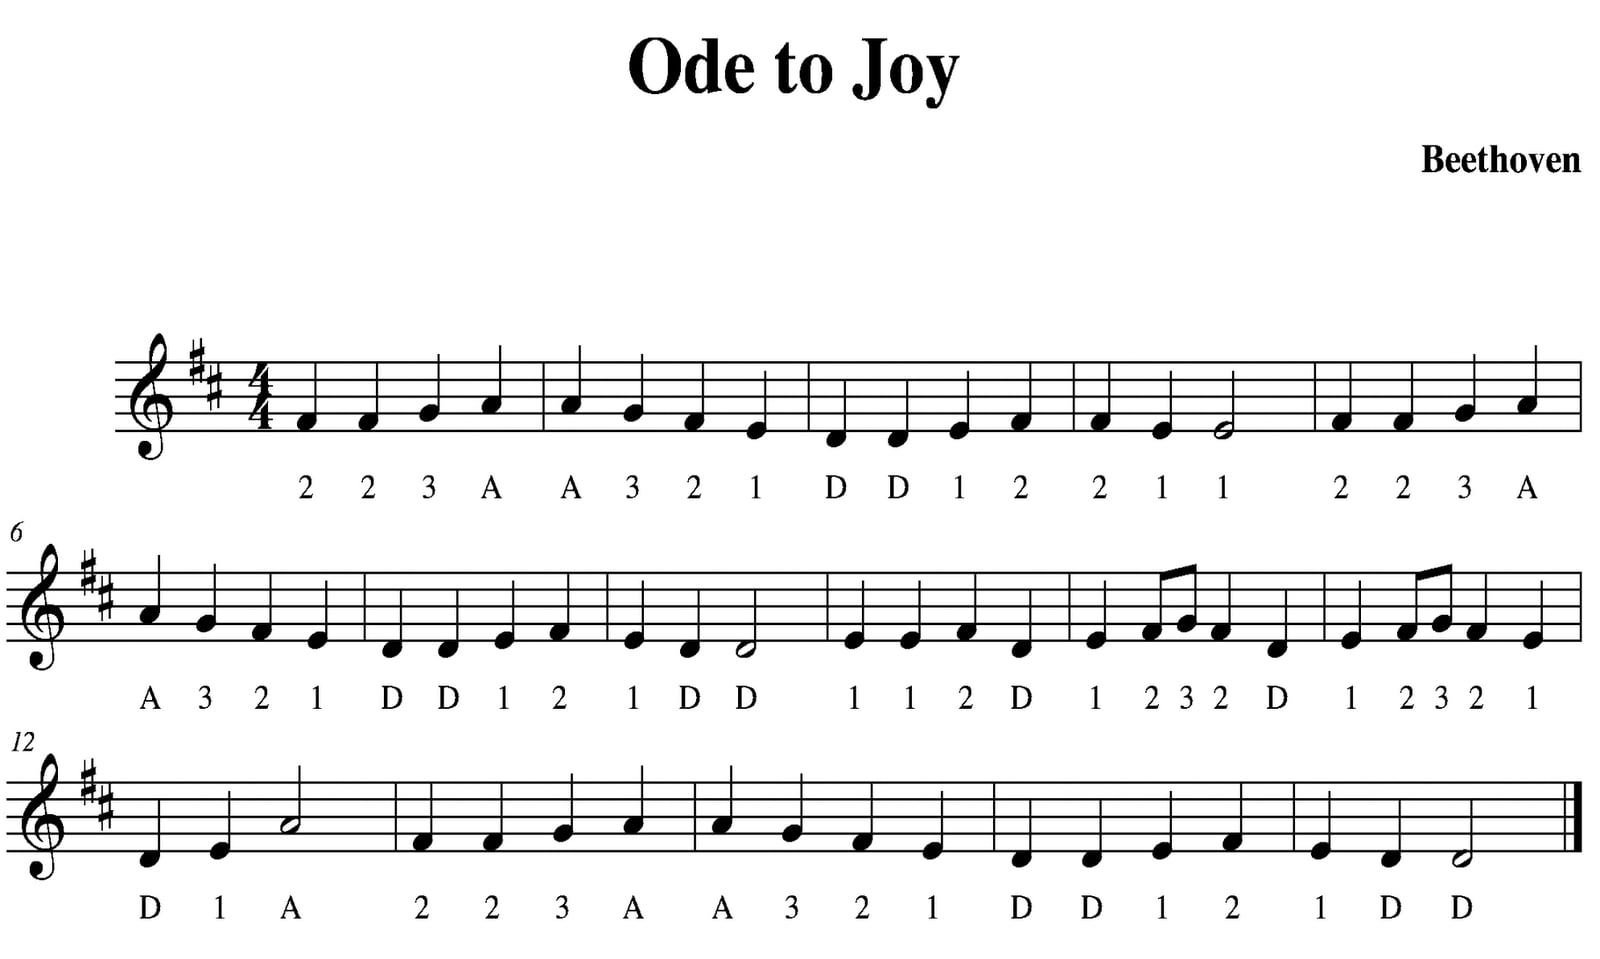 Ode to Joy
Beethoven
4
4
2 2 3 A A 3 2 1 D D 1 2 2 1 1 2 2 3 A
6
A 3 2 1 D D 1 2 1 D D 1 1 2 D 1 2 3 2 D 1 2 3 2 1
12
D 1 A 2 2 3 A A 3 2 1 D D 1 2 1 D D